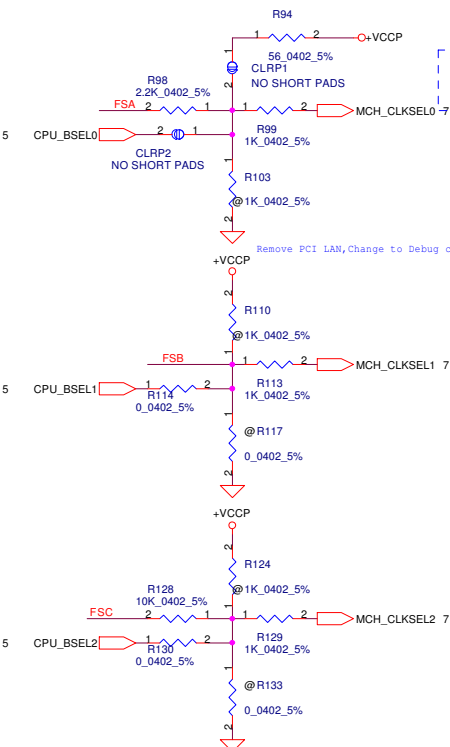 R94
1 2 +VCCP
56_0402_5%
1
CLRP1
2
NO SHORT PADS
R98
2.2K_0402_5%
FSA 2 1 1 2 MCH_CLKSEL0 7
R99
1K_0402_5%
5 CPU_BSEL0 2 1
CLRP2
NO SHORT PADS
1
R103
@1K_0402_5%
2
Remove PCI LAN,Change to Debug c
+VCCP
2
R110
@1K_0402_5%
1
FSB 1 2 MCH_CLKSEL1 7
R113
1K_0402_5%
5 CPU_BSEL1 1 2
R114
0_0402_5%
1
@R117
0_0402_5%
2
+VCCP
2
R124
@1K_0402_5%
1
R128
10K_0402_5%
FSC 2 1 1 2 MCH_CLKSEL2 7
R129
1K_0402_5%
5 CPU_BSEL2 1 2
R130
0_0402_5%
1
@R133
0_0402_5%
2